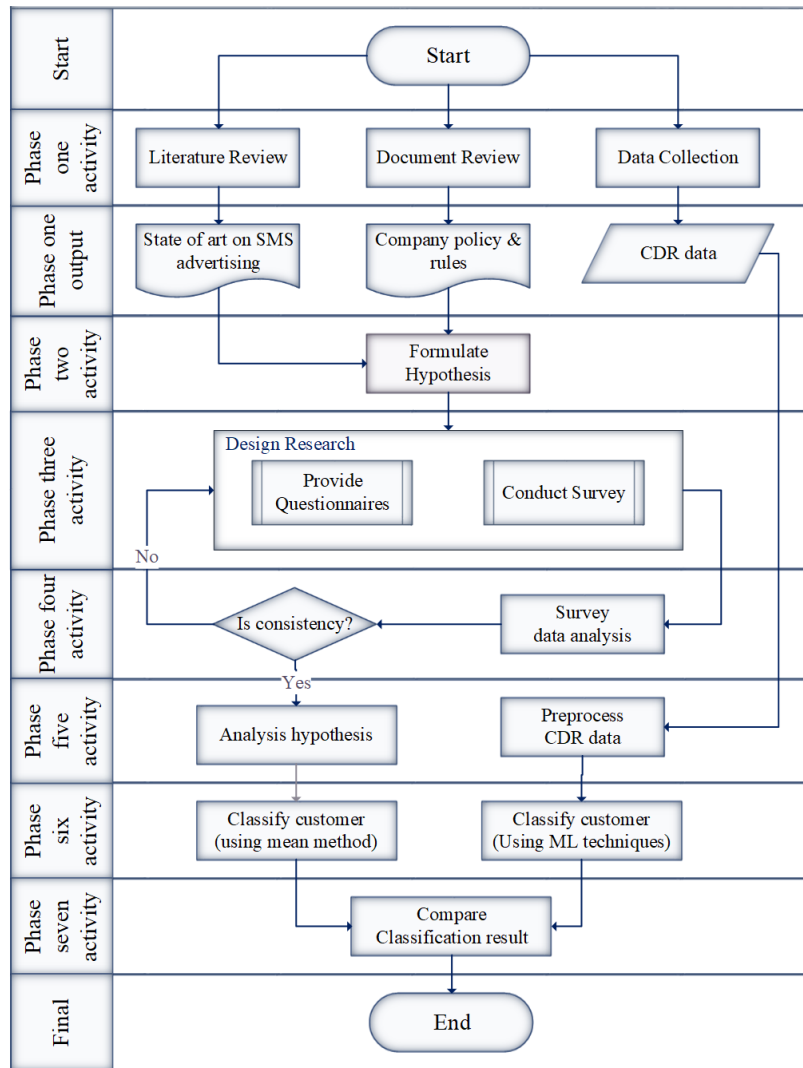 Start
Start
Phase
one
activity
Literature Review
Document Review
Data Collection
Phase one
output
State of art on SMS
advertising
Company policy &
rules
CDR data
Phase
two
activity
Formulate
Hypothesis
Phase three
activity
Design Research
Provide
Questionnaires
Conduct Survey
No
Phase four
activity
Is consistency?
Survey
data analysis
Yes
Phase
five
activity
Analysis hypothesis
Preprocess
CDR data
Phase
six
activity
Classify customer
(using mean method)
Classify customer
(Using ML techniques)
Phase
seven
activity
Compare
Classification result
Final
End